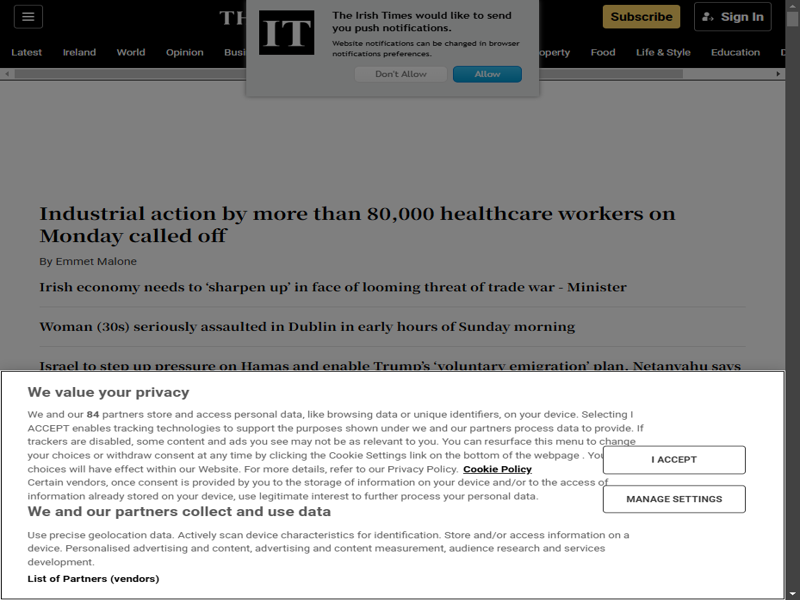 TH
Subscribe
Sign In
Latest
Ireland
World
Opinion
Busi
operty
Food
Life & Style
Education
D
IT
The Irish Times would like to send
you push notifications.
Website notifications can be changed in browser
notifications preferences.
Don't Allow
Allow
Industrial action by more than 80,000 healthcare workers on
Monday called off
By Emmet Malone
Irish economy needs to ‘sharpen up’ in face of looming threat of trade war - Minister
Woman (30s) seriously assaulted in Dublin in early hours of Sunday morning
Israel to step up pressure on Hamas and enable Trump’s ‘voluntary emigration’ plan, Netanyahu says
We value your privacy
We and our 84 partners store and access personal data, like browsing data or unique identifiers, on your device. Selecting I
ACCEPT enables tracking technologies to support the purposes shown under we and our partners process data to provide. If
trackers are disabled, some content and ads you see may not be as relevant to you. You can resurface this menu to change
your choices or withdraw consent at any time by clicking the Cookie Settings link on the bottom of the webpage . You
choices will have effect within our Website. For more details, refer to our Privacy Policy. Cookie Policy
Certain vendors, once consent is provided by you to the storage of information on your device and/or to the access of
information already stored on your device, use legitimate interest to further process your personal data.
I ACCEPT
MANAGE SETTINGS
We and our partners collect and use data
Use precise geolocation data. Actively scan device characteristics for identification. Store and/or access information on a
device. Personalised advertising and content, advertising and content measurement, audience research and services
development.
List of Partners (vendors)